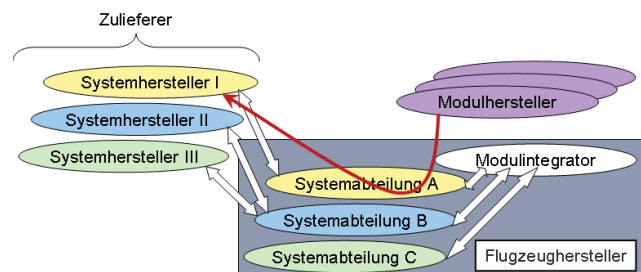 Zulieferer
Systemhersteller I
Systemhersteller II
Systemhersteller III
Modulhersteller
Modulintegrator
Systemabteilung A
Systemabteilung B
Systemabteilung C
Flugzeughersteller